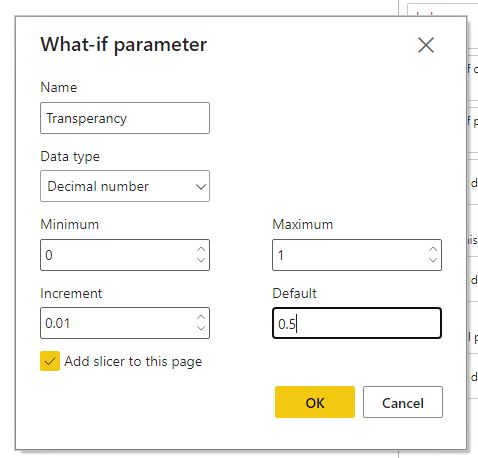 What-if parameter
Name
Transperancy
Data type
Decimal number
Minimum
Maximum
0
1
Increment
Default
0.01
0.5
Add slicer to this page
OK
Cancel